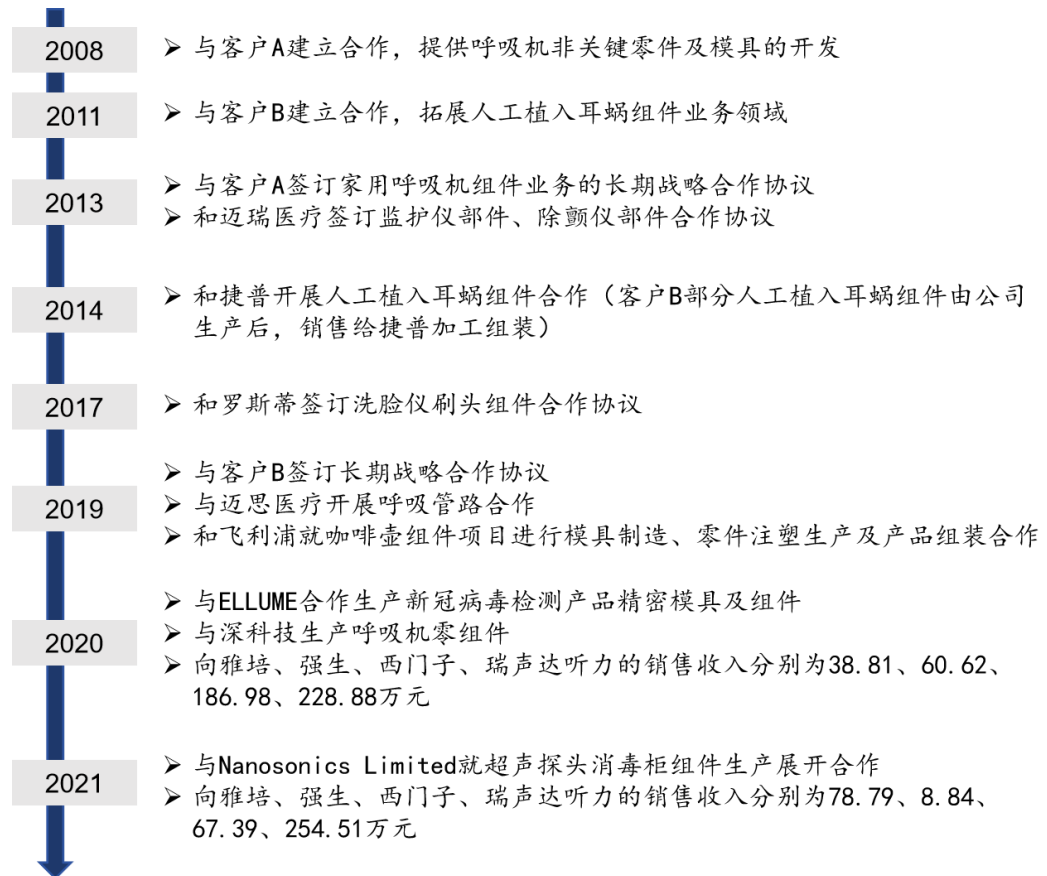 2008
➢ 与客户A建立合作，提供呼吸机非关键零件及模具的开发
2011
➢ 与客户B建立合作，拓展人工植入耳蜗组件业务领域
2013
➢ 与客户A签订家用呼吸机组件业务的长期战略合作协议
➢ 和迈瑞医疗签订监护仪部件、除颤仪部件合作协议
2014
➢ 和捷普开展人工植入耳蜗组件合作（客户B部分人工植入耳蜗组件由公司
生产后，销售给捷普加工组装）
2017
➢ 和罗斯蒂签订洗脸仪刷头组件合作协议
2019
➢ 与客户B签订长期战略合作协议
➢ 与迈思医疗开展呼吸管路合作
➢ 和飞利浦就咖啡壶组件项目进行模具制造、零件注塑生产及产品组装合作
2020
➢ 与ELLUME合作生产新冠病毒检测产品精密模具及组件
➢ 与深科技生产呼吸机零组件
➢ 向雅培、强生、西门子、瑞声达听力的销售收入分别为38.81、60.62、
186.98、228.88万元
2021
➢ 与Nanosonics Limited就超声探头消毒柜组件生产展开合作
➢ 向雅培、强生、西门子、瑞声达听力的销售收入分别为78.79、8.84、
67.39、254.51万元